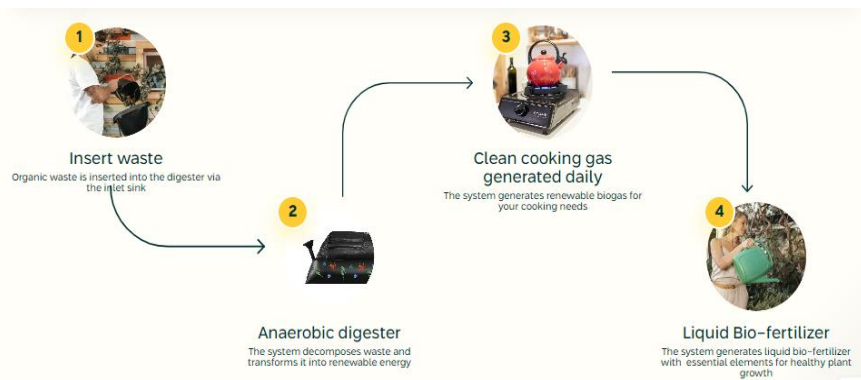 1
Insert waste
Organic waste is inserted into the digester via
the inlet sink
2
Anaerobic digester
The system decomposes waste and
transforms it into renewable energy
3
Clean cooking gas
generated daily
The system generates renewable biogas for
your cooking needs
4
Liquid Bio-fertilizer
The system generates liquid bio-fertilizer
with essential elements for healthy plant
growth